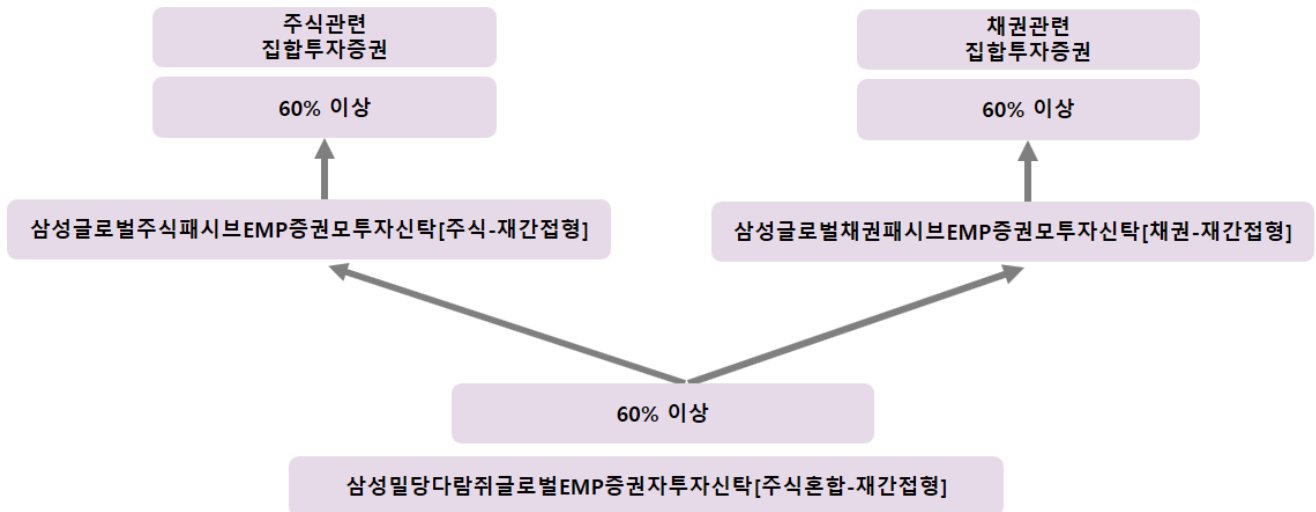 주식관련
집합투자증권
60% 이상
삼성글로벌주식패시브EMP증권모투자신탁[주식-재간접형]
채권관련
집합투자증권
60% 이상
삼성글로벌채권패시브EMP증권모투자신탁[채권-재간접형]
60% 이상
삼성밀당다람쥐글로벌EMP증권자투자신탁[주식혼합-재간접형]